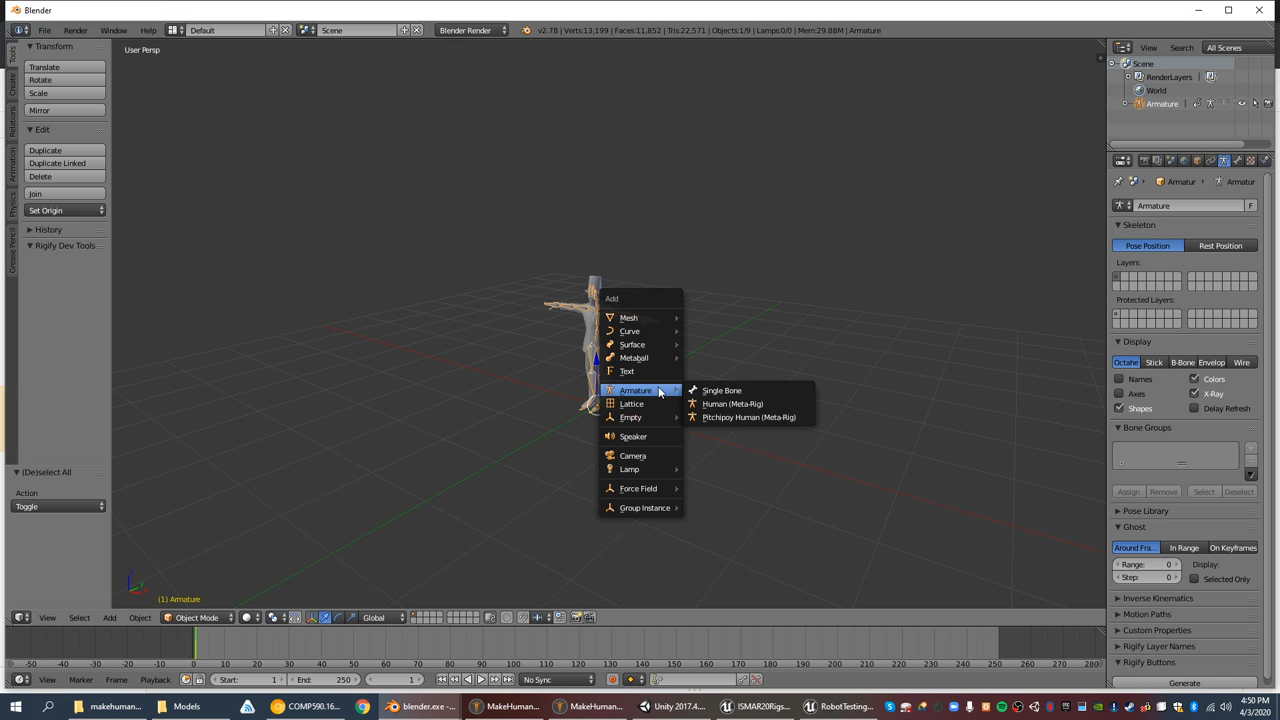 Blender
File Render Window Help Default Scene Blender Render v2.78 | Verts:13,199 | Faces:11,852 | Tris:22,571 | Objects:1/9 | Lamps:0/0 | Mem:29.88M | Armature
View Search All Scenes
Tools
Create
Relations
Animation
Physics
Grease Pencil
Transform
Translate
Rotate
Scale
Mirror
Edit
Duplicate
Duplicate Linked
Delete
Join
Set Origin
History
Rigify Dev Tools
(De)select All
Action
Toggle
User Persp
(1) Armature
Add
Mesh
Curve
Surface
Metaball
Text
Armature
Lattice
Empty
Speaker
Camera
Lamp
Force Field
Group Instance
Single Bone
Human (Meta-Rig)
Pitchipoy Human (Meta-Rig)
Scene
RenderLayers
World
Armature
Armatur Armatur
Armature F
Skeleton
Pose Position Rest Position
Layers:
Protected Layers:
Display
Octahe Stick B-Bone Envelop Wire
Names Colors
Axes X-Ray
Shapes Delay Refresh
Bone Groups
Assign Remove Select Deselect
Pose Library
Ghost
Around Fra... In Range On Keyframes
Range: 0 Display:
Step: 0 Selected Only
Inverse Kinematics
Motion Paths
Custom Properties
Rigify Layer Names
Rigify Buttons
Generate
View Select Add Object Object Mode Global
-50 -40 -30 -20 -10 0 10 20 30 40 50 60 70 80 90 100 110 120 130 140 150 160 170 180 190 200 210 220 230 240 250 260 270 280
View Marker Frame Playback Start: 1 End: 250 1 No Sync
makehuman... Models COMP590.16... blender.exe -... MakeHuman... MakeHuman... Unity 2017.4.... ISMAR20Rigs... RobotTesting...
4:50 PM
4/3/2020